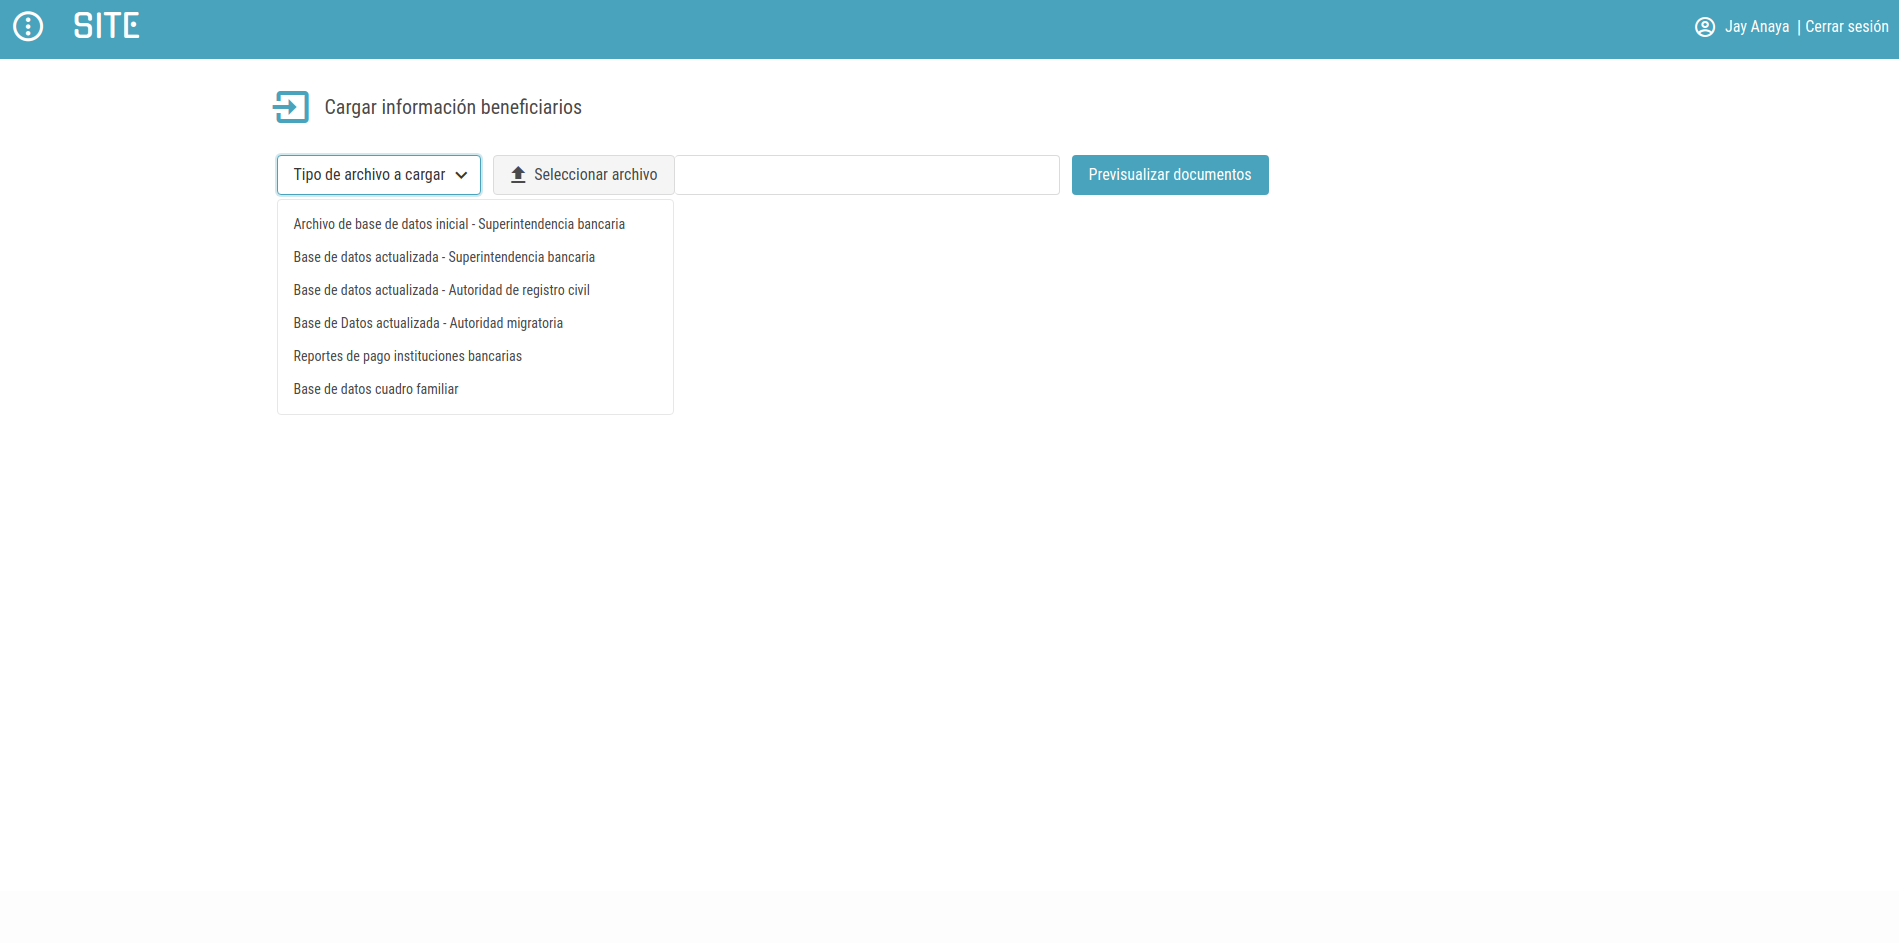 SITE
Jay Anaya | Cerrar sesión
Cargar información beneficiarios
Tipo de archivo a cargar
Seleccionar archivo
Previsualizar documentos
Archivo de base de datos inicial - Superintendencia bancaria
Base de datos actualizada - Superintendencia bancaria
Base de datos actualizada - Autoridad de registro civil
Base de Datos actualizada - Autoridad migratoria
Reportes de pago instituciones bancarias
Base de datos cuadro familiar